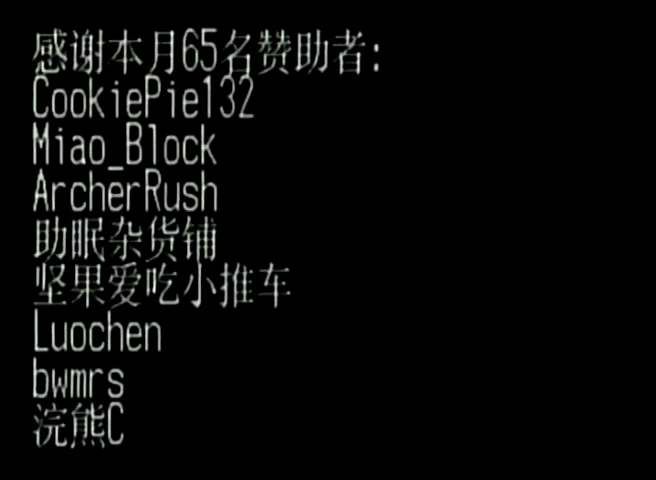 感谢本月65名赞助者:
CookiePie132
Miao_Block
ArcherRush
助眠杂货铺
坚果爱吃小推车
Luochen
bwmrs
浣熊C